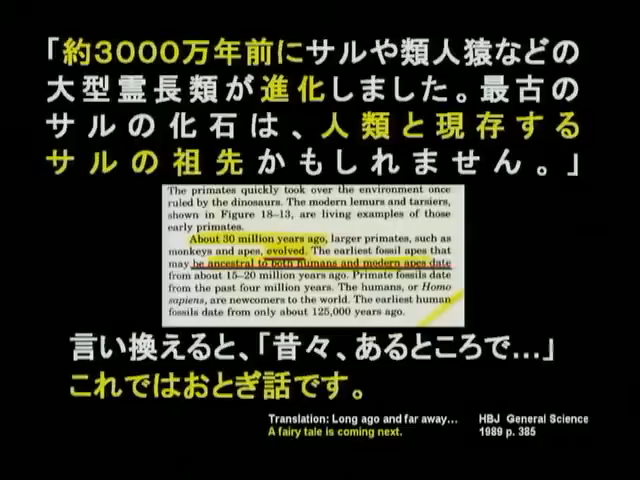 「約３０００万年前にサルや類人猿などの
大型霊長類が進化しました。最古の
サルの化石は、人類と現存する
サルの祖先かもしれません。」
The primates quickly took over the environment once
ruled by the dinosaurs. The modern lemurs and tarsiers,
shown in Figure 18–13, are living examples of those
early primates.
About 30 million years ago, larger primates, such as
monkeys and apes, evolved. The earliest fossil apes that
may be ancestral to both humans and modern apes date
from about 15–20 million years ago. Primate fossils date
from the past four million years. The humans, or Homo
sapiens, are newcomers to the world. The earliest human
fossils date from only about 125,000 years ago.
言い換えると、「昔々、あるところで...」
これではおとぎ話です。
Translation: Long ago and far away...
A fairy tale is coming next.
HBJ General Science
1989 p. 385